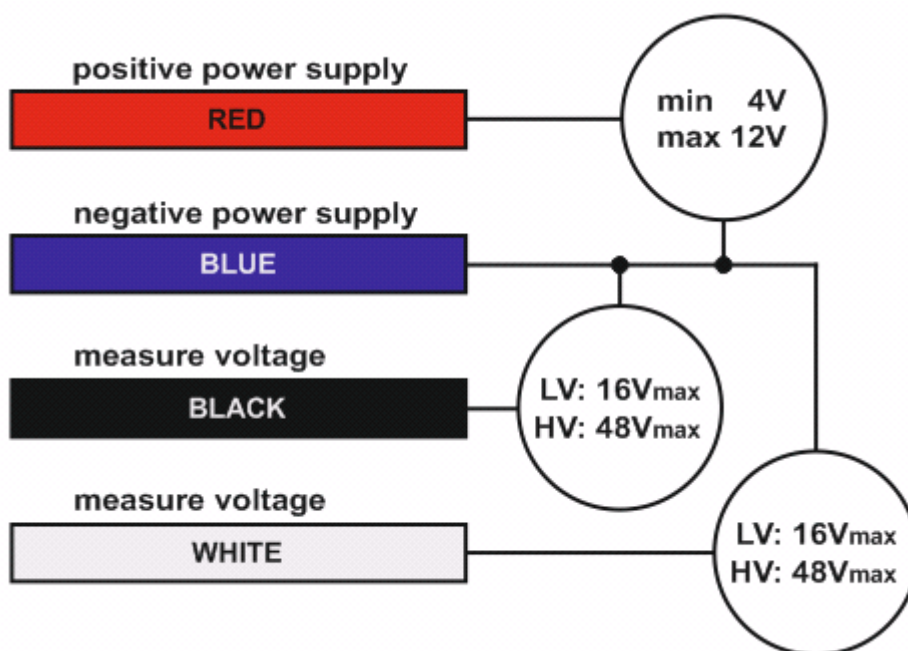 positive power supply
RED
min 4V
max 12V
negative power supply
BLUE
measure voltage
BLACK
LV: 16Vmax
HV: 48Vmax
measure voltage
WHITE
LV: 16Vmax
HV: 48Vmax